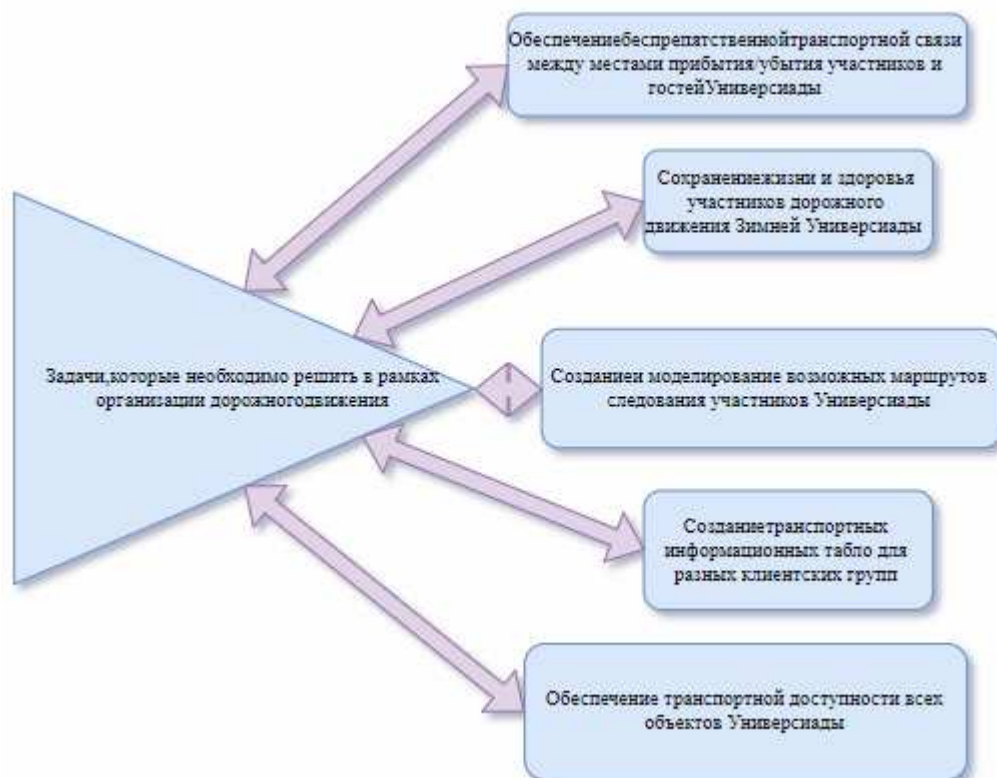 Обеспечениебеспрепятственнойтранспортной связи
между местами прибытия/убытия участников и
гостейУниверсиады
Сохранениежизни и здоровья
участников дорожного
движения Зимней Универсиады
Задачи,которые необходимо решить в рамках
организации дорожногодвижения
Созданиеи моделирование возможных маршрутов
следования участников Универсиады
Созданиетранспортных
информационных табло для
разных клиентских групп
Обеспечение транспортной доступности всех
объектов Универсиады